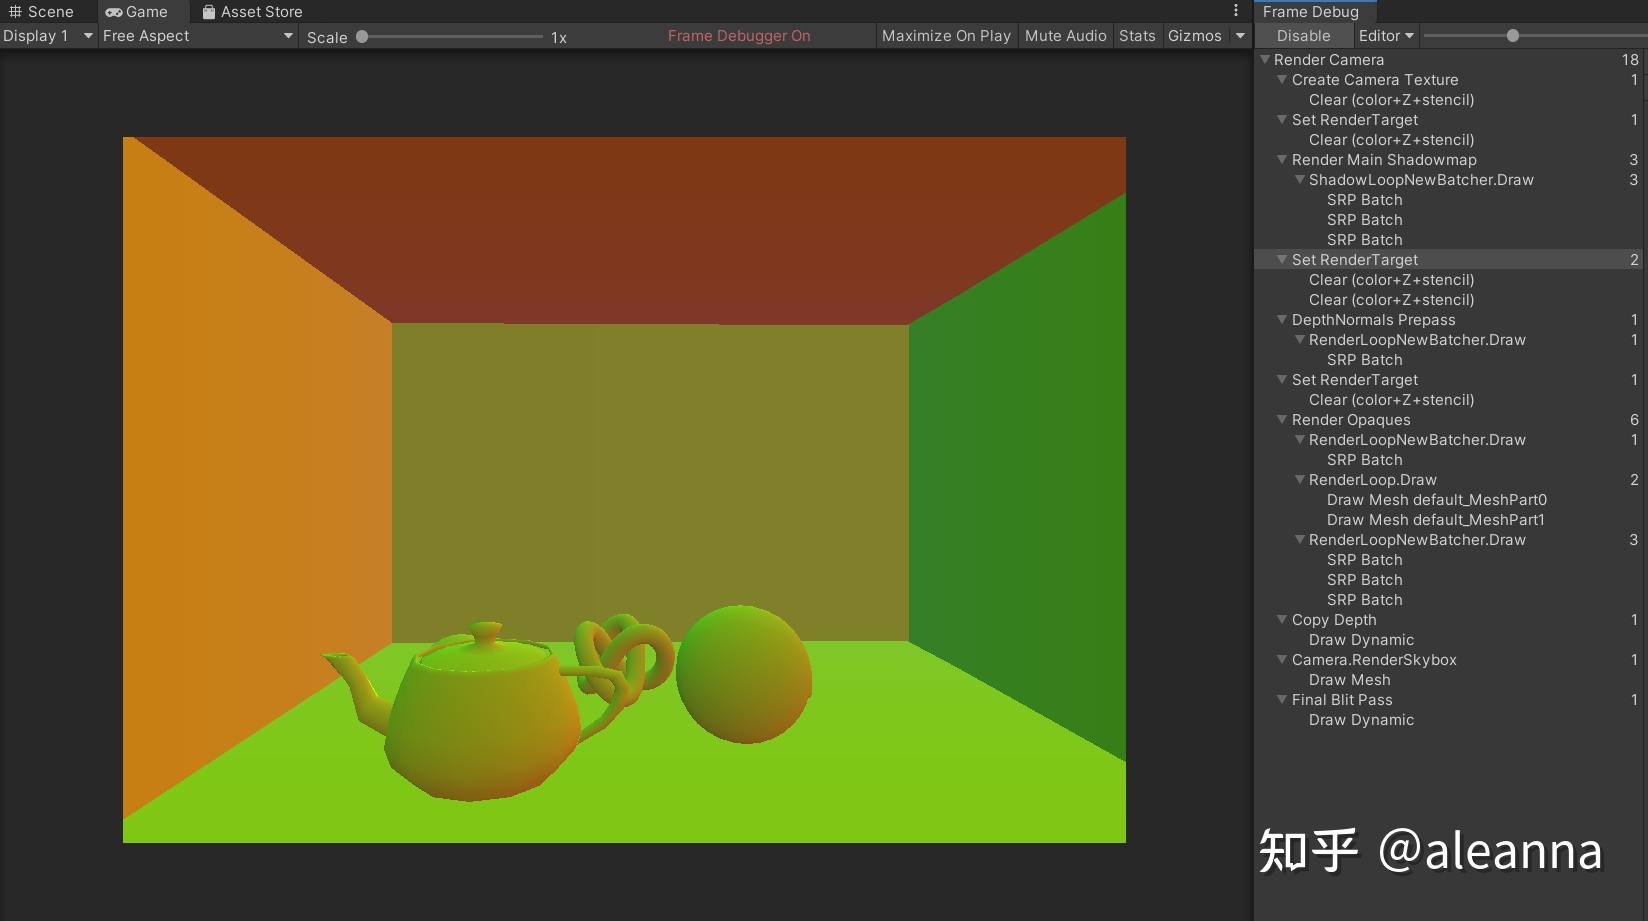 Scene Game Asset Store
Display 1 Free Aspect Scale 1x Frame Debugger On Maximize On Play Mute Audio Stats Gizmos
Frame Debug
Disable Editor
Render Camera 18
Create Camera Texture 1
Clear (color+Z+stencil)
Set RenderTarget 1
Clear (color+Z+stencil)
Render Main Shadowmap 3
ShadowLoopNewBatcher.Draw 3
SRP Batch
SRP Batch
SRP Batch
Set RenderTarget 2
Clear (color+Z+stencil)
Clear (color+Z+stencil)
DepthNormals Prepass 1
RenderLoopNewBatcher.Draw 1
SRP Batch
Set RenderTarget 1
Clear (color+Z+stencil)
Render Opaques 6
RenderLoopNewBatcher.Draw 1
SRP Batch
RenderLoop.Draw 2
Draw Mesh default_MeshPart0
Draw Mesh default_MeshPart1
RenderLoopNewBatcher.Draw 3
SRP Batch
SRP Batch
SRP Batch
Copy Depth 1
Draw Dynamic
Camera.RenderSkybox 1
Draw Mesh
Final Blit Pass 1
Draw Dynamic
知乎 @aleanna